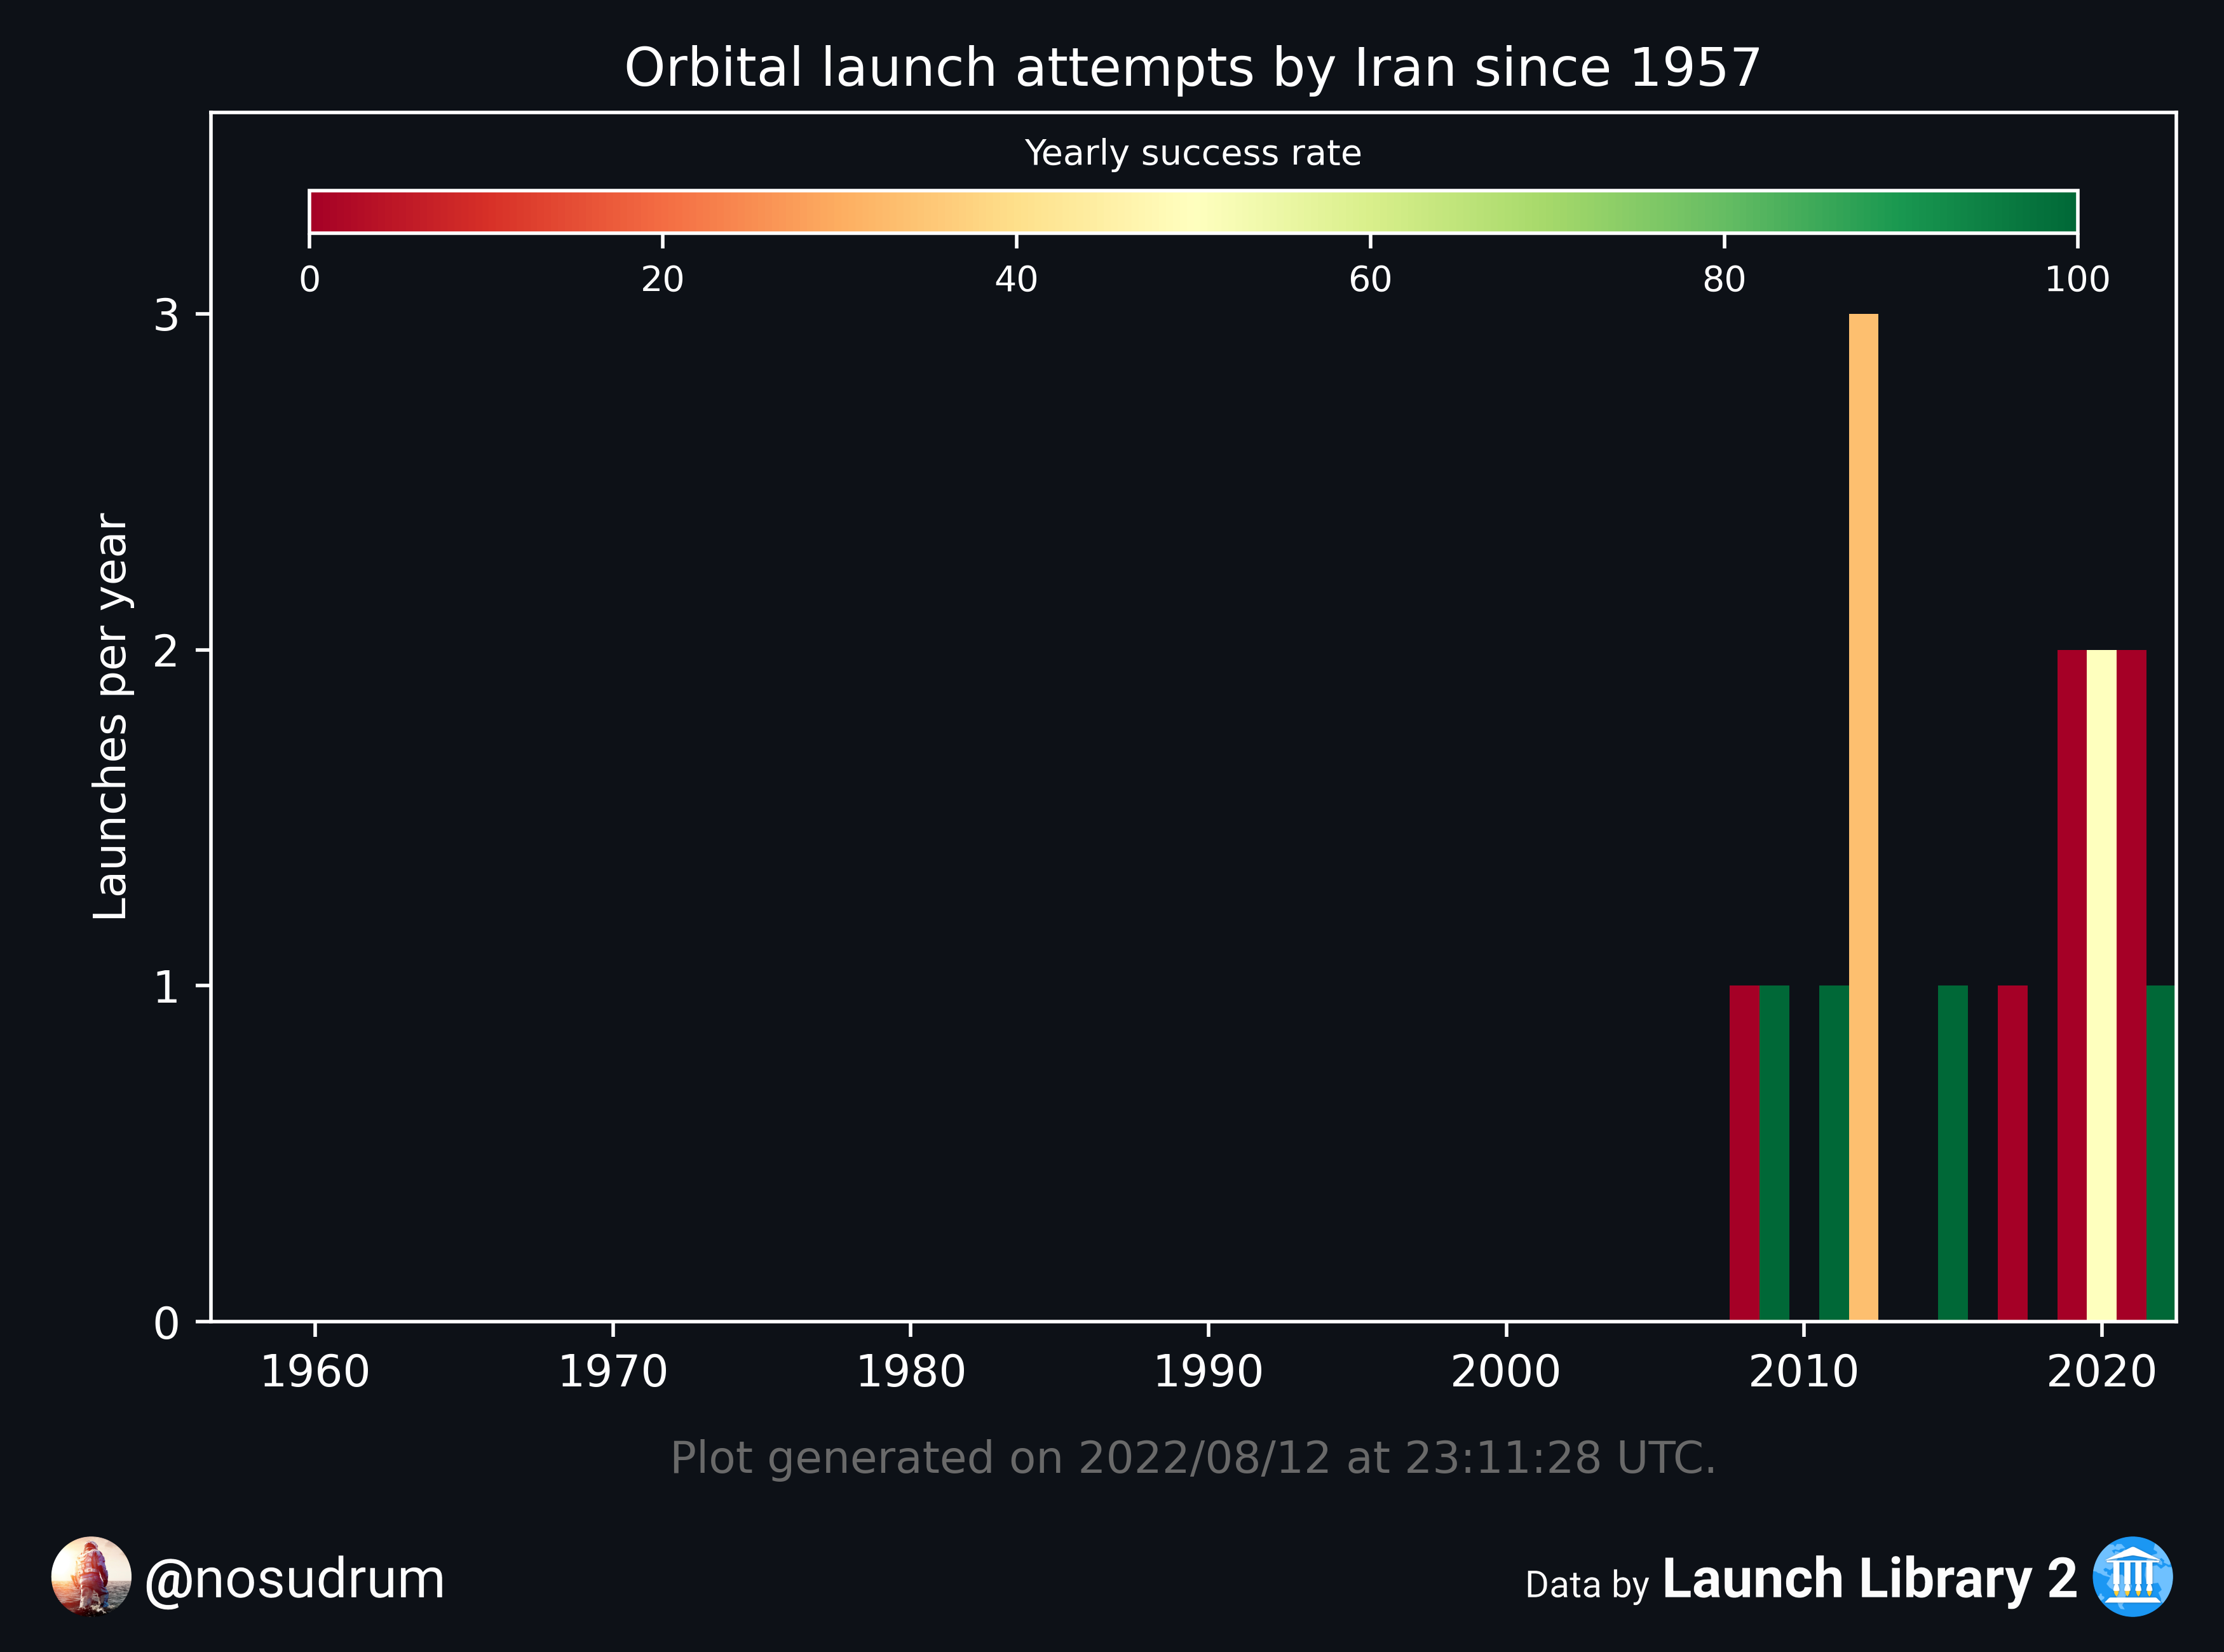 Orbital launch attempts by Iran since 1957
Yearly success rate
0 20 40 60 80 100
3
2
1
0
Launches per year
1960 1970 1980 1990 2000 2010 2020
Plot generated on 2022/08/12 at 23:11:28 UTC.
@nosudrum
Data by Launch Library 2